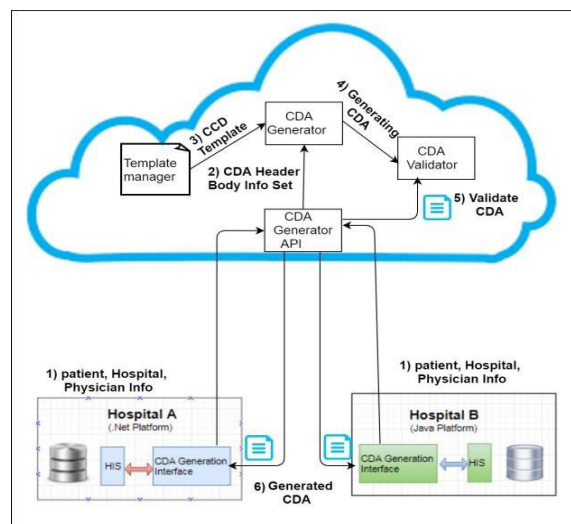 CDA
Generator
4) Generating
CDA
3) CCD
Template
Template
manager
CDA
Validator
2) CDA Header
Body Info Set
5) Validate
CDA
CDA
Generator
API
1) patient, Hospital,
Physician Info
1) patient, Hospital,
Physician Info
Hospital A
(.Net Platform)
HIS
CDA Generation
Interface
6) Generated
CDA
Hospital B
(Java Platform)
CDA Generation
Interface
HIS